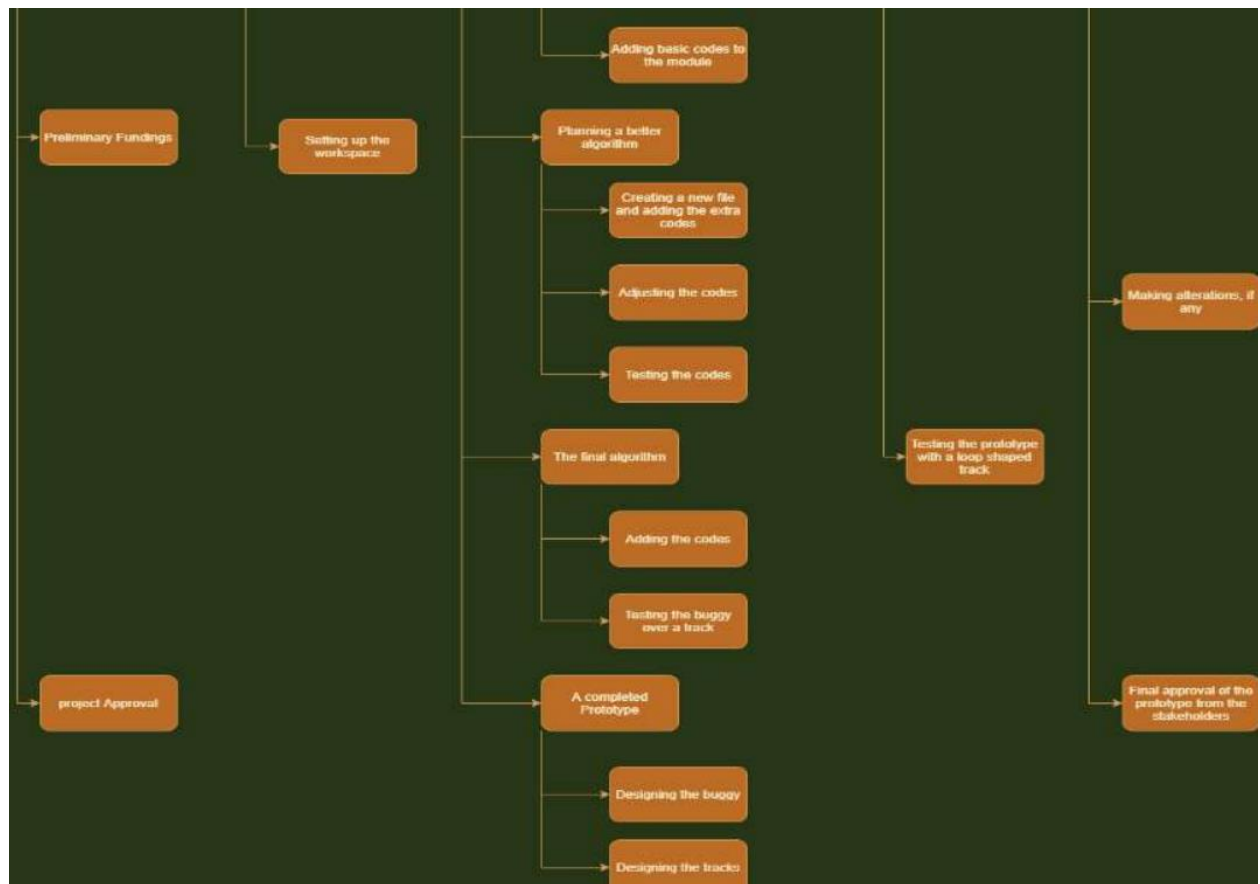 Adding basic codes to
the module
Preliminary Fundings
Setting up the
workspace
Planning a better
algorithm
Creating a new file
and adding the extra
codes
Adjusting the codes
Making alterations, if
any
Testing the codes
The final algorithm
Testing the prototype
with a loop shaped
track
Adding the codes
Testing the buggy
over a track
project Approval
A completed
Prototype
Final approval of the
prototype from the
stakeholders
Designing the buggy
Designing the tracks